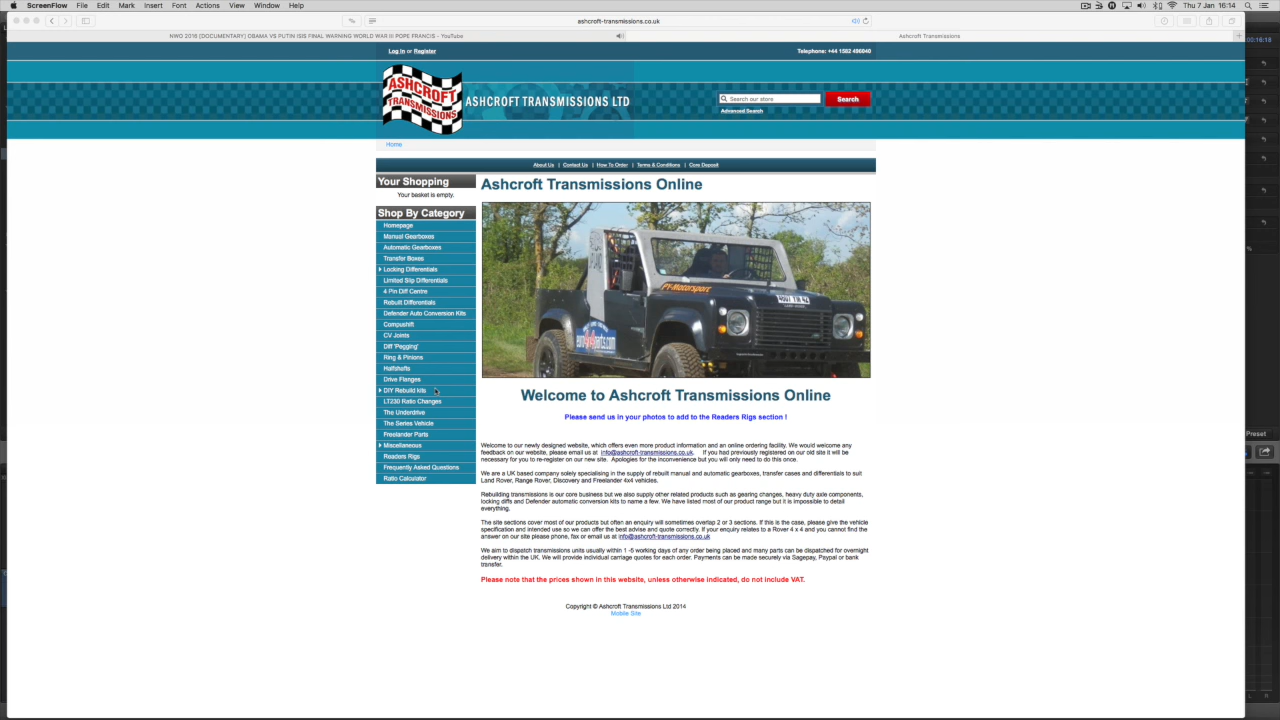 ScreenFlow File Edit Mark Insert Font Actions View Window Help Thu 7 Jan 16:14
ashcroft-transmissions.co.uk
NWO 2016 (DOCUMENTARY) OBAMA VS PUTIN ISIS FINAL WARNING WORLD WAR III POPE FRANCIS - YouTube
Ashcroft Transmissions
Log In or Register
Telephone: +44 1582 496040
ASHCROFT TRANSMISSIONS
ASHCROFT TRANSMISSIONS LTD
Search our store
Search
Advanced Search
Home
About Us | Contact Us | How To Order | Terms & Conditions | Core Deposit
Your Shopping
Your basket is empty.
Shop By Category
Homepage
Manual Gearboxes
Automatic Gearboxes
Transfer Boxes
Locking Differentials
Limited Slip Differentials
4 Pin Diff Centre
Rebuilt Differentials
Defender Auto Conversion Kits
Compushift
CV Joints
Diff 'Pegging'
Ring & Pinions
Halfshafts
Drive Flanges
DIY Rebuild kits
LT230 Ratio Changes
The Underdrive
The Series Vehicle
Freelander Parts
Miscellaneous
Readers Rigs
Frequently Asked Questions
Ratio Calculator
Ashcroft Transmissions Online
Welcome to Ashcroft Transmissions Online
Please send us in your photos to add to the Readers Rigs section !
Welcome to our newly designed website, which offers even more product information and an online ordering facility. We would welcome any
feedback on our website, please email us at info@ashcroft-transmissions.co.uk. If you had previously registered on our old site it will be
necessary for you to re-register on our new site. Apologies for the inconvenience but you will only need to do this once.
We are a UK based company solely specialising in the supply of rebuilt manual and automatic gearboxes, transfer cases and differentials to suit
Land Rover, Range Rover, Discovery and Freelander 4x4 vehicles.
Rebuilding transmissions is our core business but we also supply other related products such as gearing changes, heavy duty axle components,
locking diffs and Defender automatic conversion kits to name a few. We have listed most of our product range but it is impossible to detail
everything.
The site sections cover most of our products but often an enquiry will sometimes overlap 2 or 3 sections. If this is the case, please give the vehicle
specification and intended use so we can offer the best advise and quote correctly. If your enquiry relates to a Rover 4 x 4 and you cannot find the
answer on our site please phone, fax or email us at info@ashcroft-transmissions.co.uk
We aim to dispatch transmissions units usually within 1 -5 working days of any order being placed and many parts can be dispatched for overnight
delivery within the UK. We will provide individual carriage quotes for each order. Payments can be made securely via Sagepay, Paypal or bank
transfer.
Please note that the prices shown in this website, unless otherwise indicated, do not include VAT.
Copyright © Ashcroft Transmissions Ltd 2014
Mobile Site